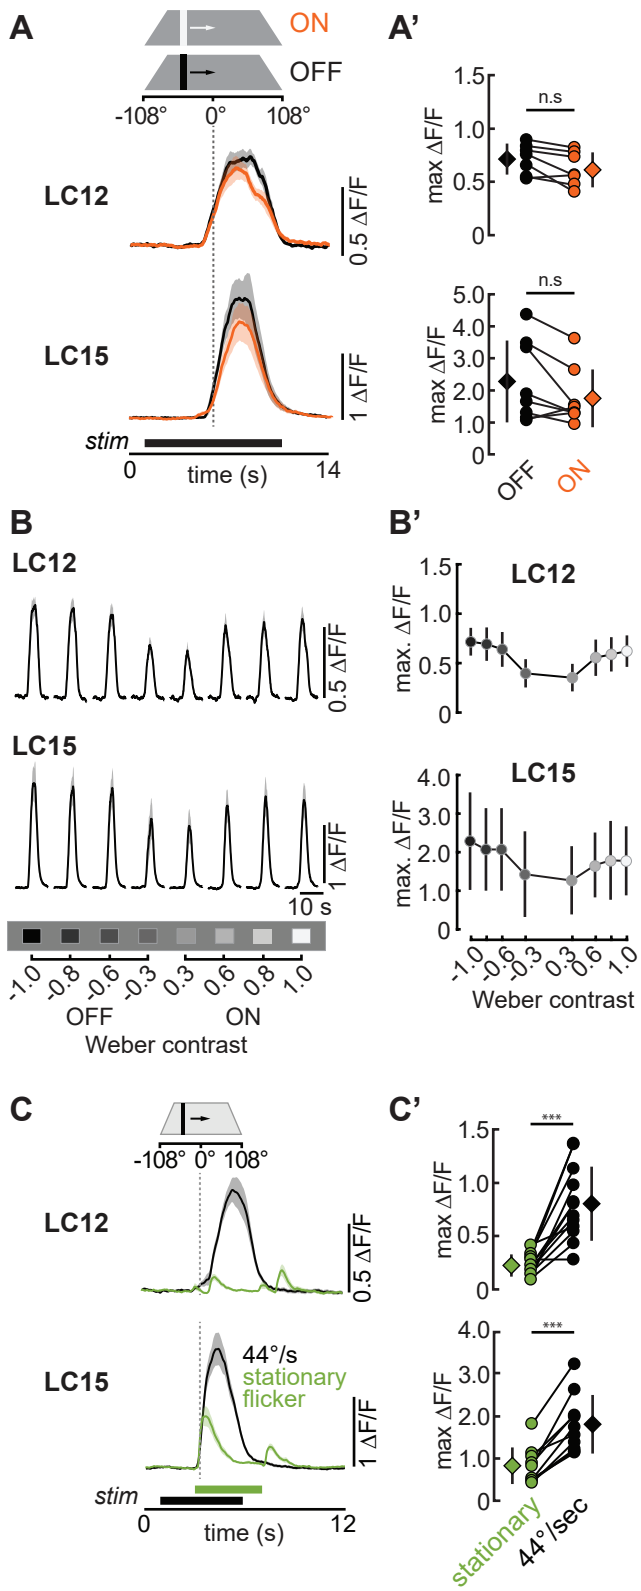 A
ON
OFF
-108° 0° 108°
LC12
0.5 ΔF/F
LC15
1 ΔF/F
stim
0 time (s) 14
A’
max ΔF/F
1.5
1.0
0.5
0
n.s
max ΔF/F
5.0
4.0
3.0
2.0
1.0
0
n.s
OFF ON
B
LC12
0.5 ΔF/F
LC15
1 ΔF/F
10 s
-1.0 -0.8 -0.6 -0.3 0.3 0.6 0.8 1.0
OFF ON
Weber contrast
B’
LC12
max. ΔF/F
1.5
1.0
0.5
0
LC15
max. ΔF/F
4.0
3.0
2.0
1.0
0
-1.0 -0.6 -0.3 0.3 0.6 1.0
Weber contrast
C
-108° 0° 108°
LC12
0.5 ΔF/F
LC15
44°/s
stationary
flicker
1 ΔF/F
stim
0 time (s) 12
C’
max ΔF/F
1.5
1.0
0.5
0
***
max ΔF/F
4.0
3.0
2.0
1.0
0
***
stationary 44°/sec